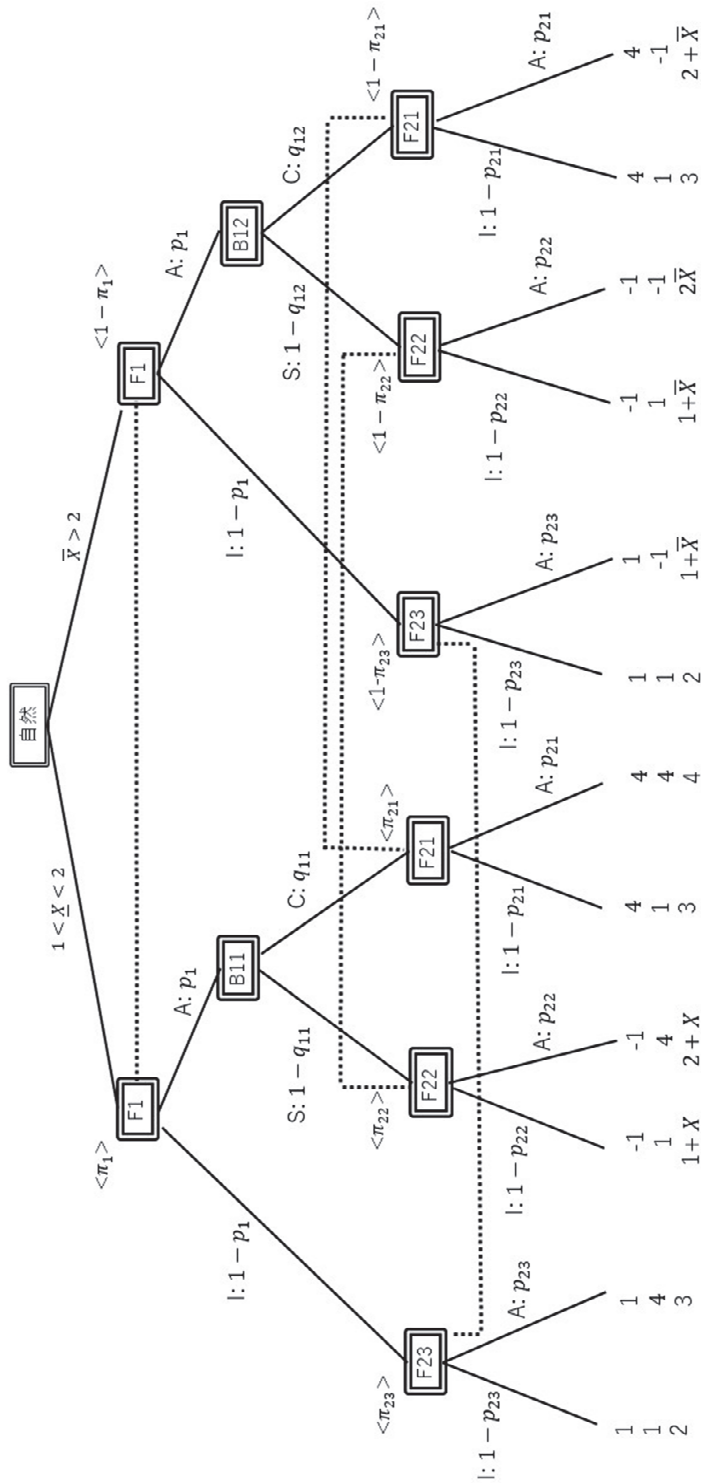 自然
1 < X̲ < 2
X̅ > 2
<π₁>
F1
<1 − π₁>
F1
I: 1 − p₁
A: p₁
I: 1 − p₁
A: p₁
B11
B12
S: 1 − q₁₁
C: q₁₁
S: 1 − q₁₂
C: q₁₂
<π₂₃>
F23
<π₂₂>
F22
<π₂₁>
F21
<1-π₂₃>
F23
<1 − π₂₂>
F22
<1 − π₂₁>
F21
I: 1 − p₂₃
A: p₂₃
I: 1 − p₂₂
A: p₂₂
I: 1 − p₂₁
A: p₂₁
I: 1 − p₂₃
A: p₂₃
I: 1 − p₂₂
A: p₂₂
I: 1 − p₂₁
A: p₂₁
1 1 -1 -1 4 4 1 1 -1 -1 4 4
1 4 1 4 1 4 1 -1 1 -1 1 -1
2 3 1 + X̲ 2 + X̲ 3 4 2 1+X̅ 1+X̅ 2X̅ 3 2 + X̅